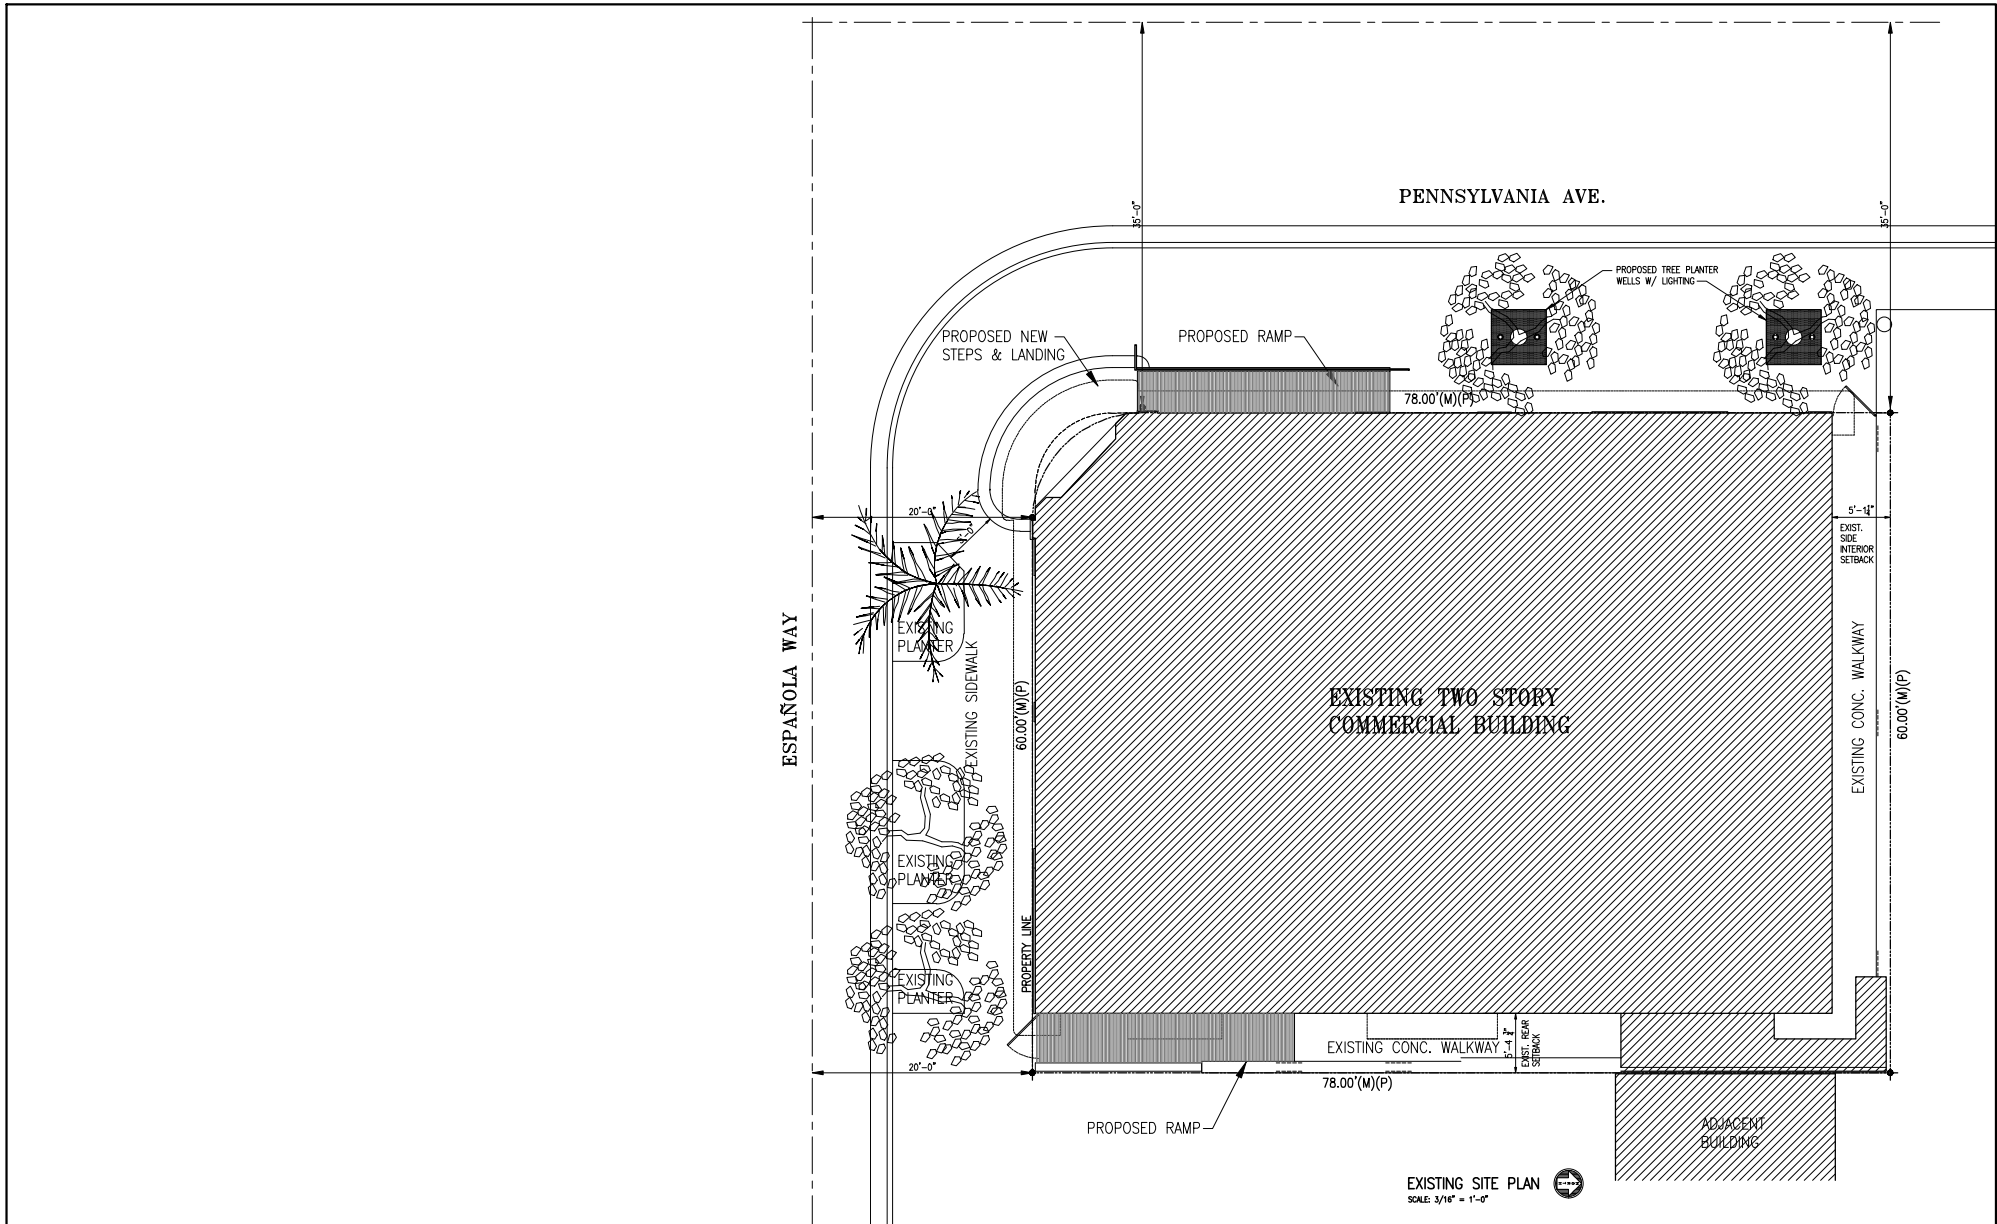 PENNSYLVANIA AVE.
35'-0"
35'-0"
PROPOSED TREE PLANTER
WELLS W/ LIGHTING
PROPOSED NEW
STEPS & LANDING
PROPOSED RAMP
78.00'(M)(P)
20'-0"
5'-1¼"
EXIST.
SIDE
INTERIOR
SETBACK
ESPAÑOLA WAY
EXISTING
PLANTER
EXISTING SIDEWALK
60.00'(M)(P)
EXISTING TWO STORY
COMMERCIAL BUILDING
EXISTING CONC. WALKWAY
60.00'(M)(P)
EXISTING
PLANTER
PROPERTY LINE
EXISTING
PLANTER
EXISTING CONC. WALKWAY
EXIST. REAR
SETBACK
20'-0"
78.00'(M)(P)
PROPOSED RAMP
ADJACENT
BUILDING
EXISTING SITE PLAN
SCALE: 3/16" = 1'-0"
NORTH